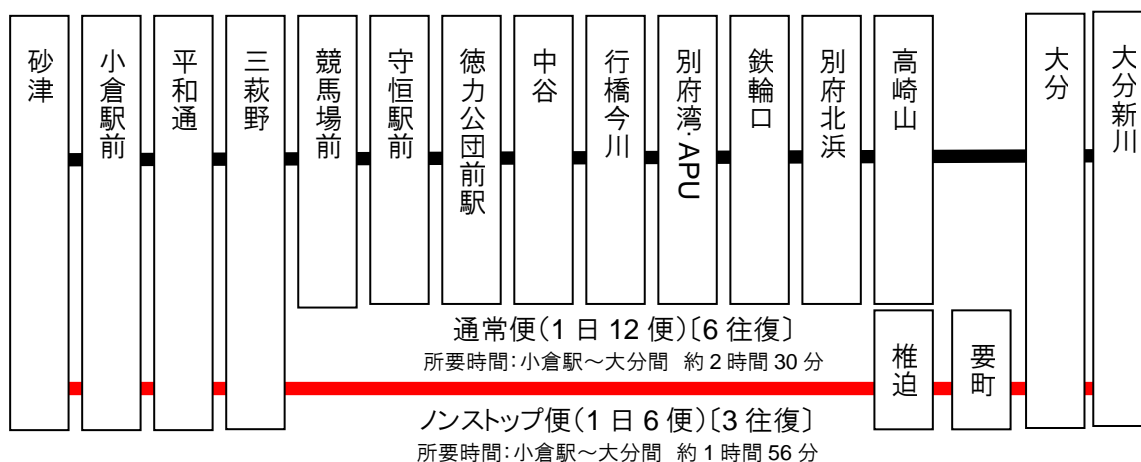 砂津
小倉駅前
平和通
三萩野
競馬場前
守恒駅前
徳力公団前駅
中谷
行橋今川
別府湾・APU
鉄輪口
別府北浜
高崎山
大分
大分新川
通常便(1日12便)〔6往復〕
所要時間:小倉駅~大分間 約2時間30分
椎迫
要町
ノンストップ便(1日6便)〔3往復〕
所要時間:小倉駅~大分間 約1時間56分